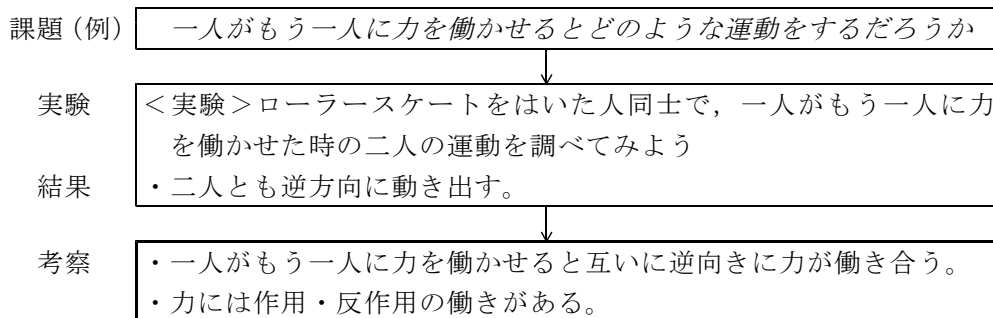 課題（例） 一人がもう一人に力を働かせるとどのような運動をするだろうか
実験 ＜実験＞ローラースケートをはいた人同士で，一人がもう一人に力
を働かせた時の二人の運動を調べてみよう
結果 ・二人とも逆方向に動き出す。
考察 ・一人がもう一人に力を働かせると互いに逆向きに力が働き合う。
・力には作用・反作用の働きがある。